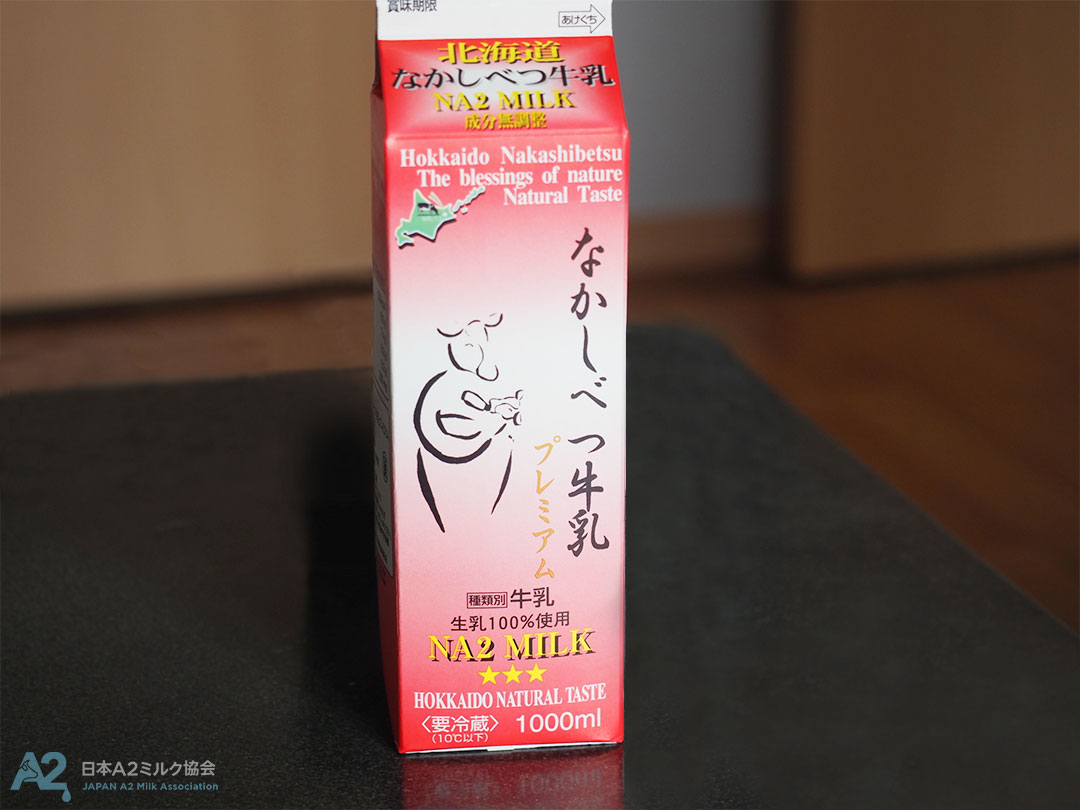 賞味期限
あけぐち
北海道
なかしべつ牛乳
NA2 MILK
成分無調整
Hokkaido Nakashibetsu
The blessings of nature
Natural Taste
なかしべつ牛乳
プレミアム
種類別 牛乳
生乳100%使用
NA2 MILK
★★★
HOKKAIDO NATURAL TASTE
〈要冷蔵〉 1000ml
(10℃以下)
A2 日本A2ミルク協会
JAPAN A2 Milk Association